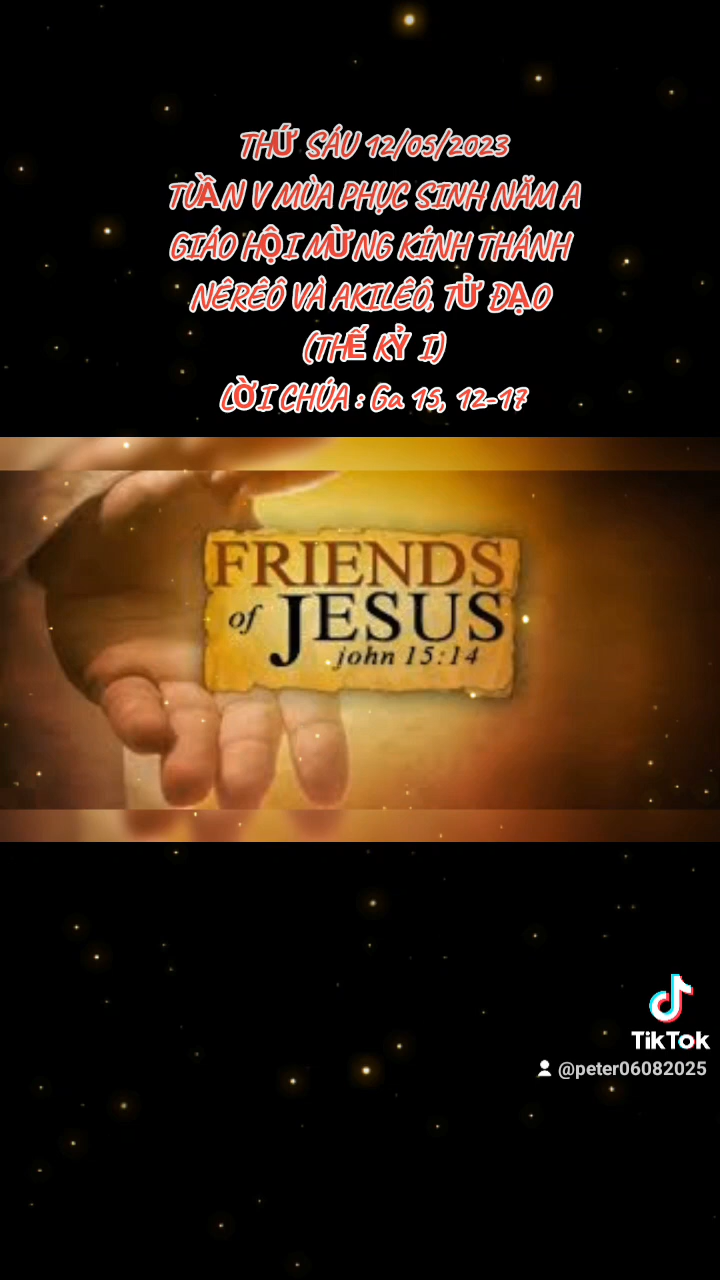 THỨ SÁU 12/05/2023
TUẦN V MÙA PHỤC SINH NĂM A
GIÁO HỘI MỪNG KÍNH THÁNH
NÊRÊÔ VÀ AKILÊÔ, TỬ ĐẠO
(THẾ KỶ I)
LỜI CHÚA : Ga 15, 12-17
FRIENDS
of JESUS
john 15:14
TikTok
@peter06082025